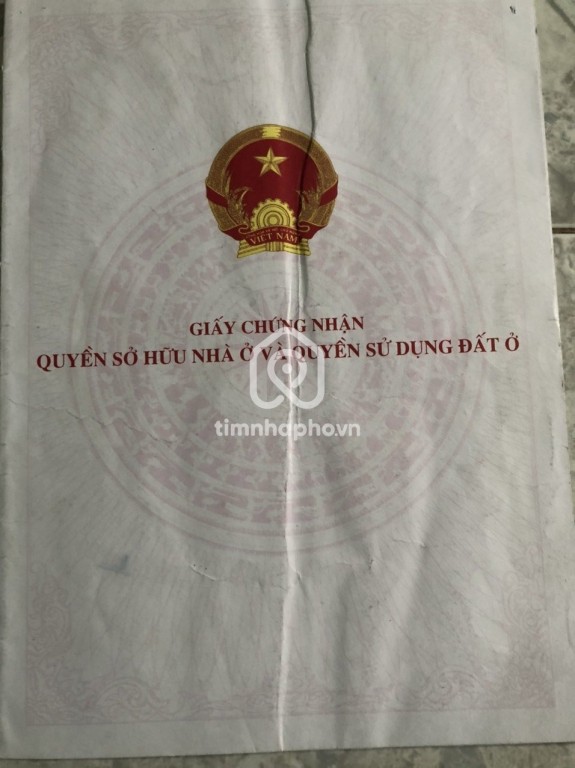 VIỆT NAM
GIẤY CHỨNG NHẬN
QUYỀN SỞ HỮU NHÀ Ở VÀ QUYỀN SỬ DỤNG ĐẤT Ở
timnhapho.vn